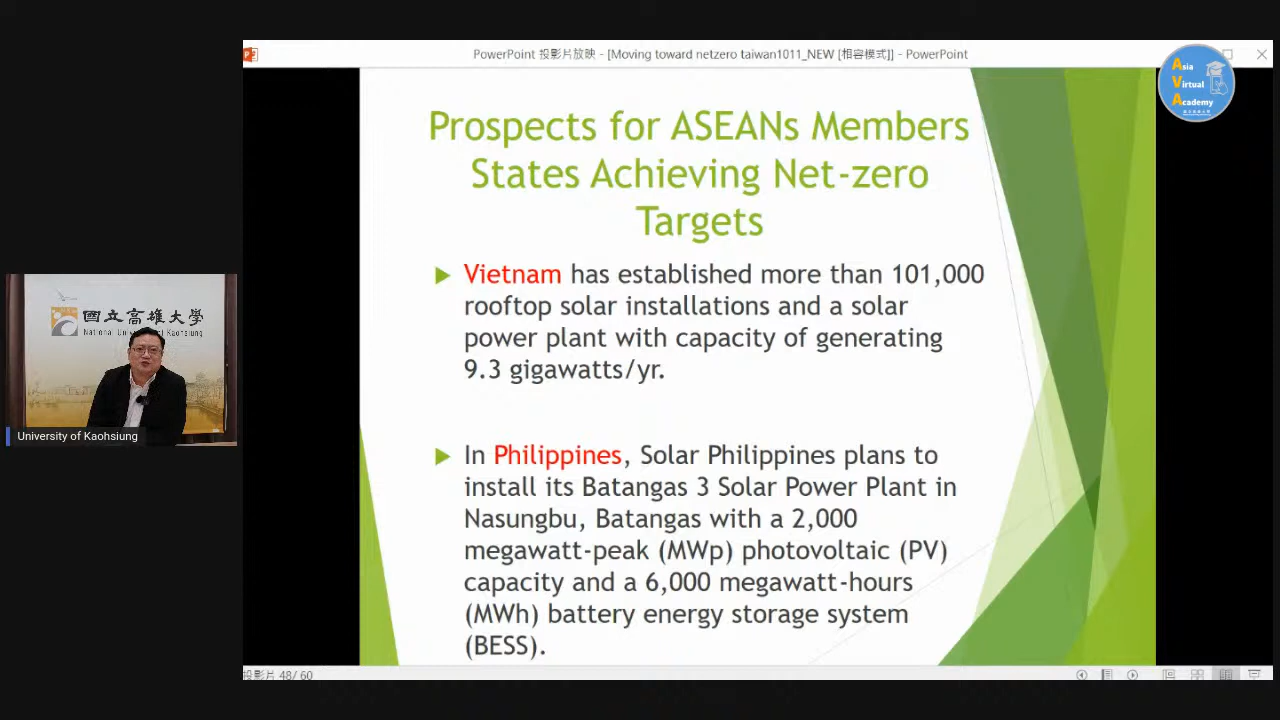 PowerPoint 投影片放映 - [Moving toward netzero taiwan1011_NEW [相容模式]] - PowerPoint
Asia
Virtual
Academy
Prospects for ASEANs Members
States Achieving Net-zero
Targets
Vietnam has established more than 101,000
rooftop solar installations and a solar
power plant with capacity of generating
9.3 gigawatts/yr.
國立高雄大學
National University of Kaohsiung
University of Kaohsiung
In Philippines, Solar Philippines plans to
install its Batangas 3 Solar Power Plant in
Nasungbu, Batangas with a 2,000
megawatt-peak (MWp) photovoltaic (PV)
capacity and a 6,000 megawatt-hours
(MWh) battery energy storage system
(BESS).
投影片 48/60